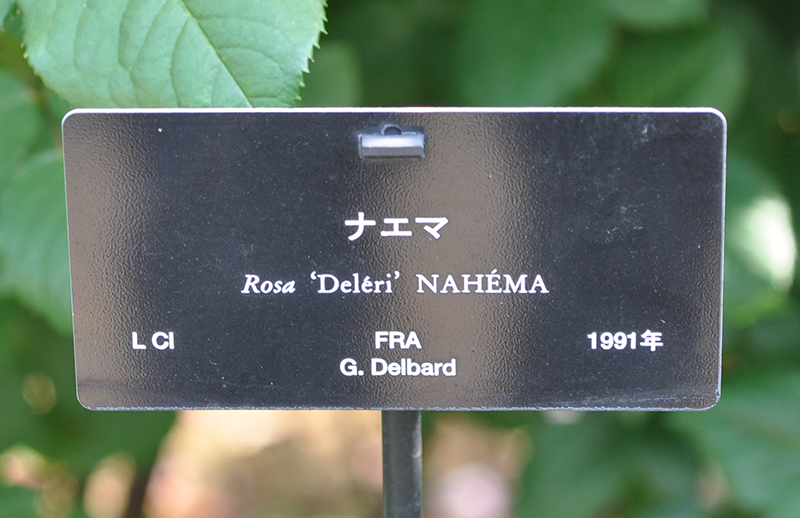 ナエマ
Rosa ‘Deléri’ NAHÉMA
L Cl FRA 1991年
G. Delbard